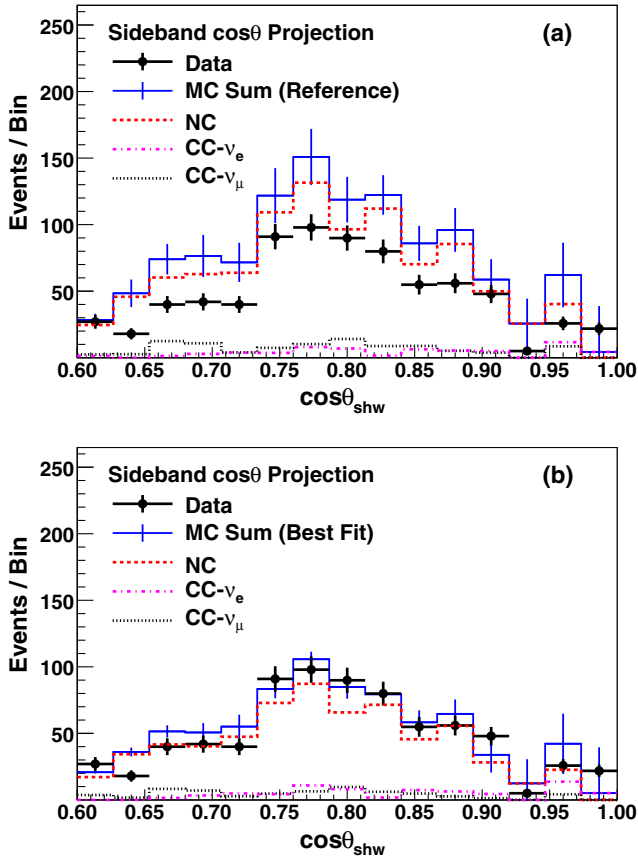 Sideband cosθ Projection (a)
Data
MC Sum (Reference)
NC
CC-νe
CC-νμ
250
200
150
100
50
Events / Bin
0.60 0.65 0.70 0.75 0.80 0.85 0.90 0.95 1.00
cosθshw
Sideband cosθ Projection (b)
Data
MC Sum (Best Fit)
NC
CC-νe
CC-νμ
250
200
150
100
50
Events / Bin
0.60 0.65 0.70 0.75 0.80 0.85 0.90 0.95 1.00
cosθshw